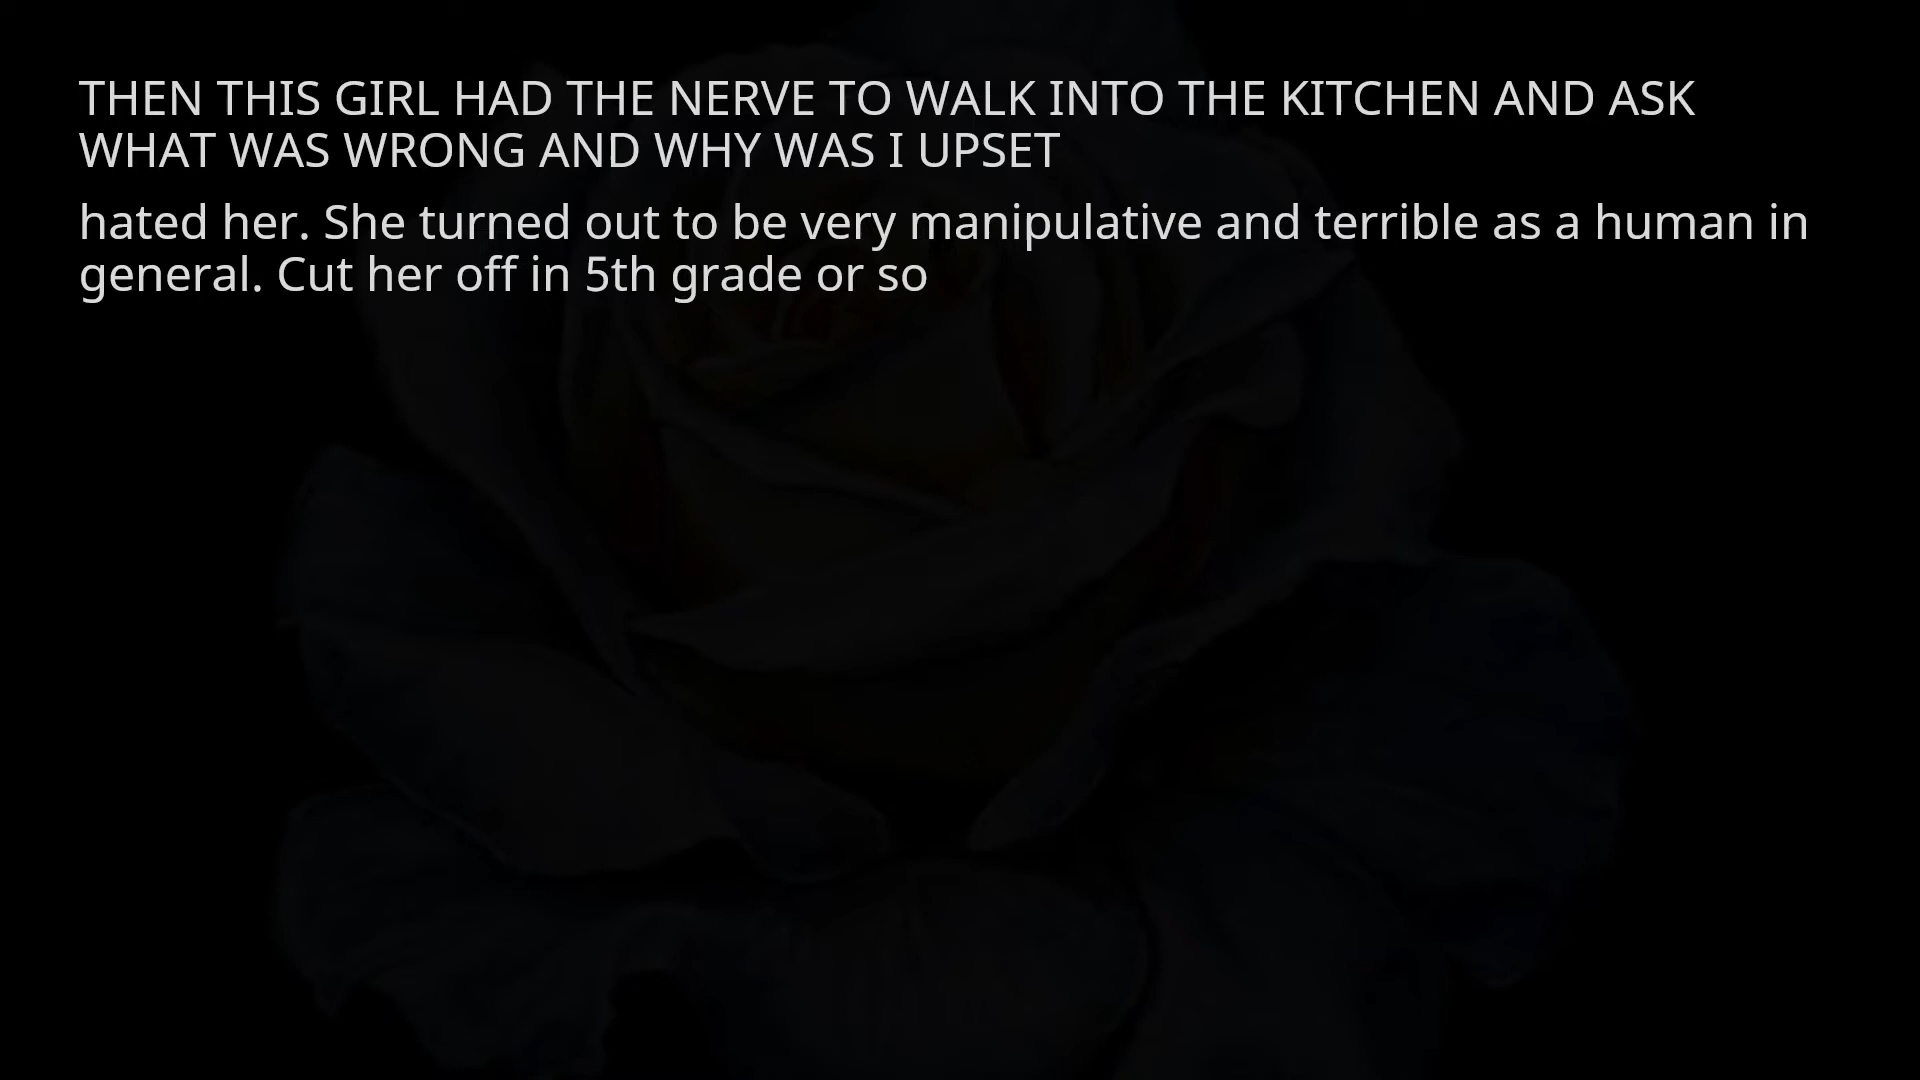 THEN THIS GIRL HAD THE NERVE TO WALK INTO THE KITCHEN AND ASK
WHAT WAS WRONG AND WHY WAS I UPSET
hated her. She turned out to be very manipulative and terrible as a human in
general. Cut her off in 5th grade or so